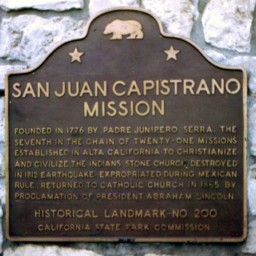 SAN JUAN CAPISTRANO
MISSION
FOUNDED IN 1776 BY PADRE JUNIPERO SERRA. THE
SEVENTH IN THE CHAIN OF TWENTY-ONE MISSIONS
ESTABLISHED IN ALTA CALIFORNIA TO CHRISTIANIZE
AND CIVILIZE THE INDIANS. STONE CHURCH DESTROYED
IN 1812 EARTHQUAKE. EXPROPRIATED DURING MEXICAN
RULE. RETURNED TO CATHOLIC CHURCH IN 1865 BY
PROCLAMATION OF PRESIDENT ABRAHAM LINCOLN.
HISTORICAL LANDMARK NO. 200
CALIFORNIA STATE PARK COMMISSION